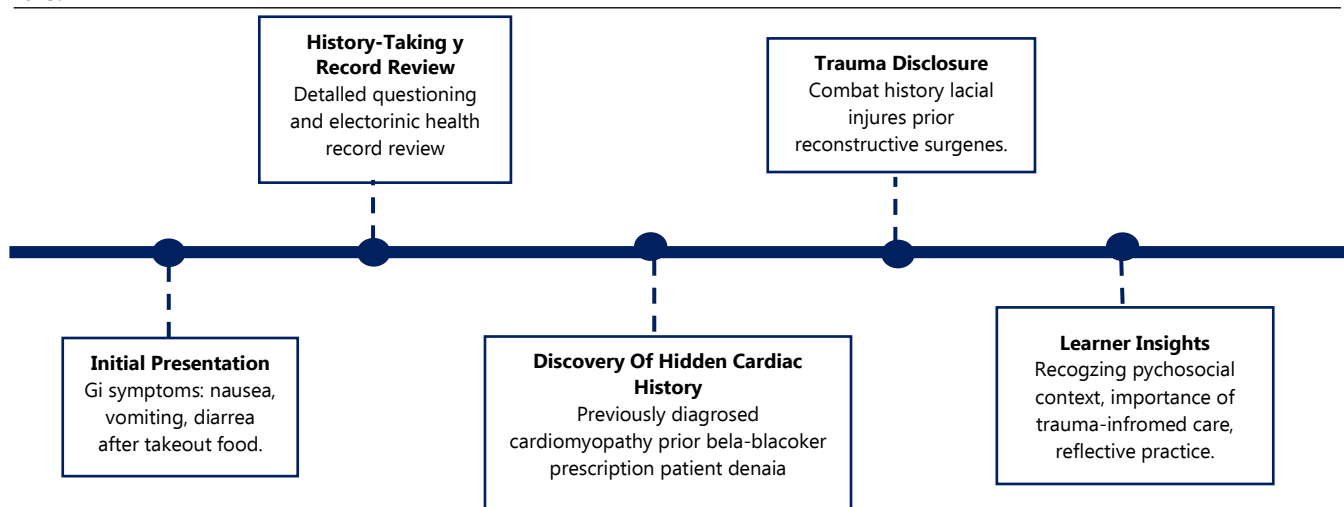 History-Taking y
Record Review
Detalled questioning
and electorinic health
record review
Trauma Disclosure
Combat history lacial
injures prior
reconstructive surgenes.
Initial Presentation
Gi symptoms: nausea,
vomiting, diarrea
after takeout food.
Discovery Of Hidden Cardiac
History
Previously diagrosed
cardiomyopathy prior bela-blacoker
prescription patient denaia
Learner Insights
Recogzing pychosocial
context, importance of
trauma-infromed care,
reflective practice.